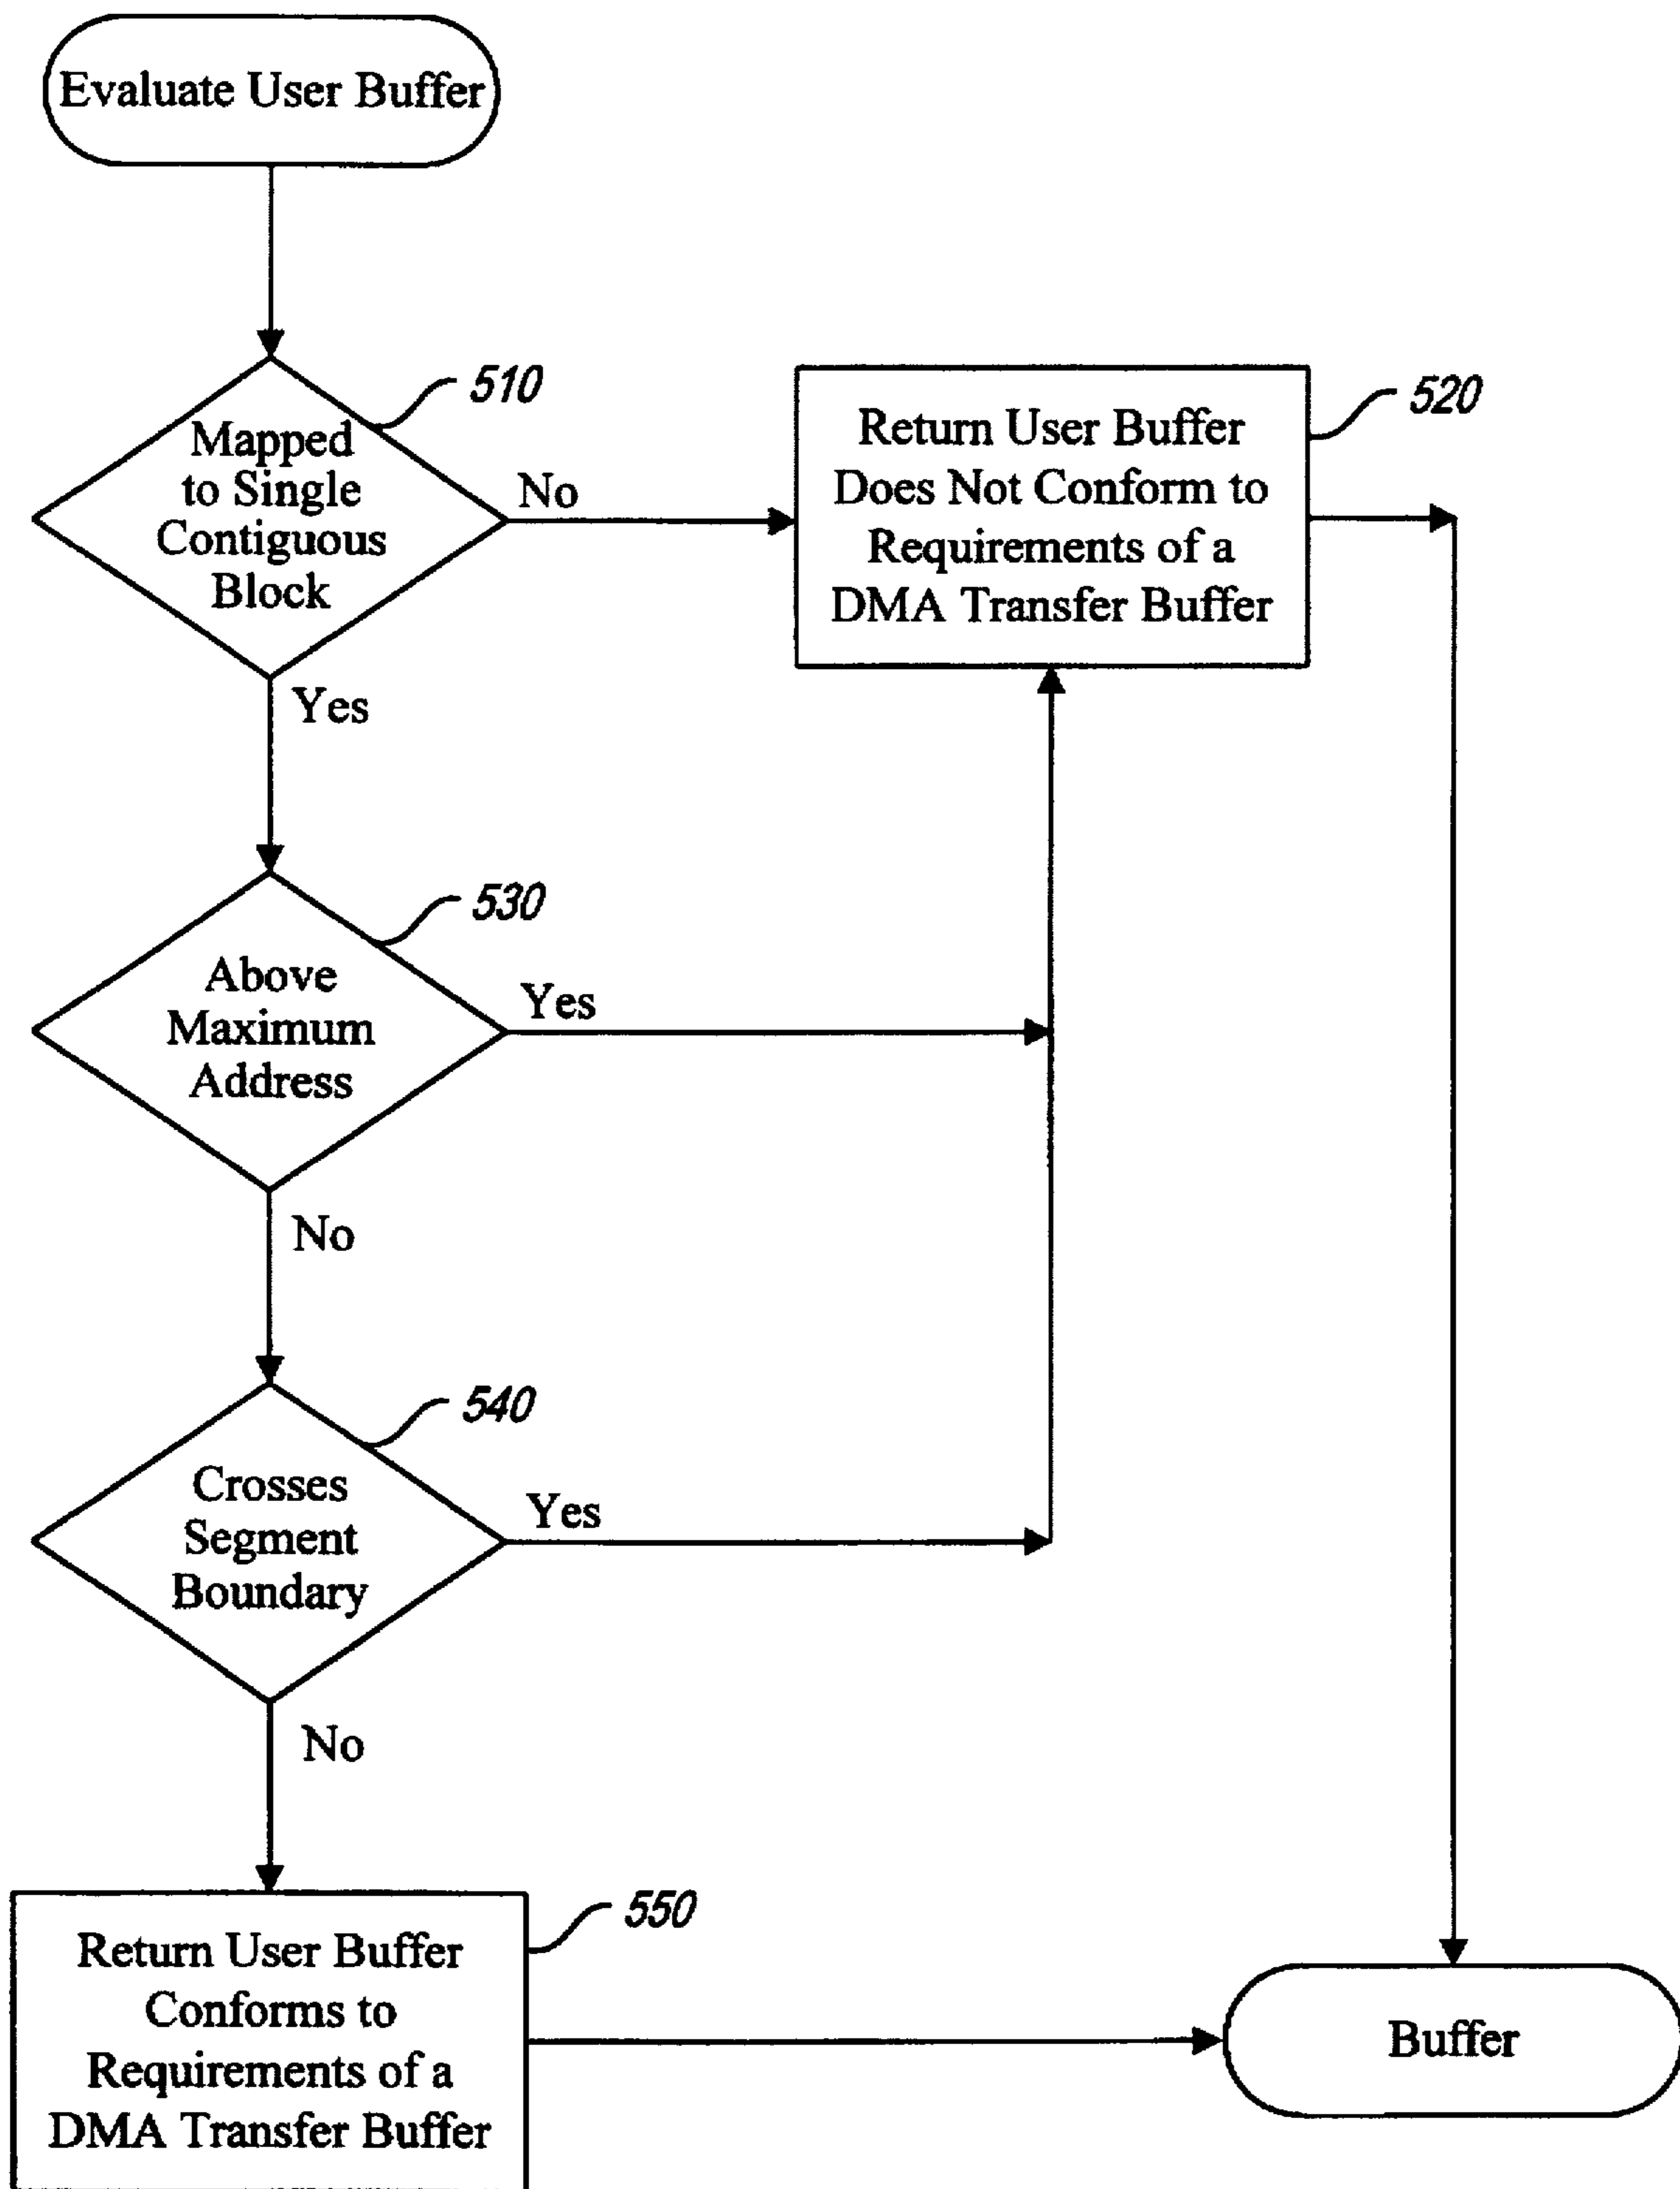 Evaluate User Buffer
510
Mapped
to Single
Contiguous
Block
No
Yes
520
Return User Buffer
Does Not Conform to
Requirements of a
DMA Transfer Buffer
530
Above
Maximum
Address
Yes
No
540
Crosses
Segment
Boundary
Yes
No
550
Return User Buffer
Conforms to
Requirements of a
DMA Transfer Buffer
Buffer